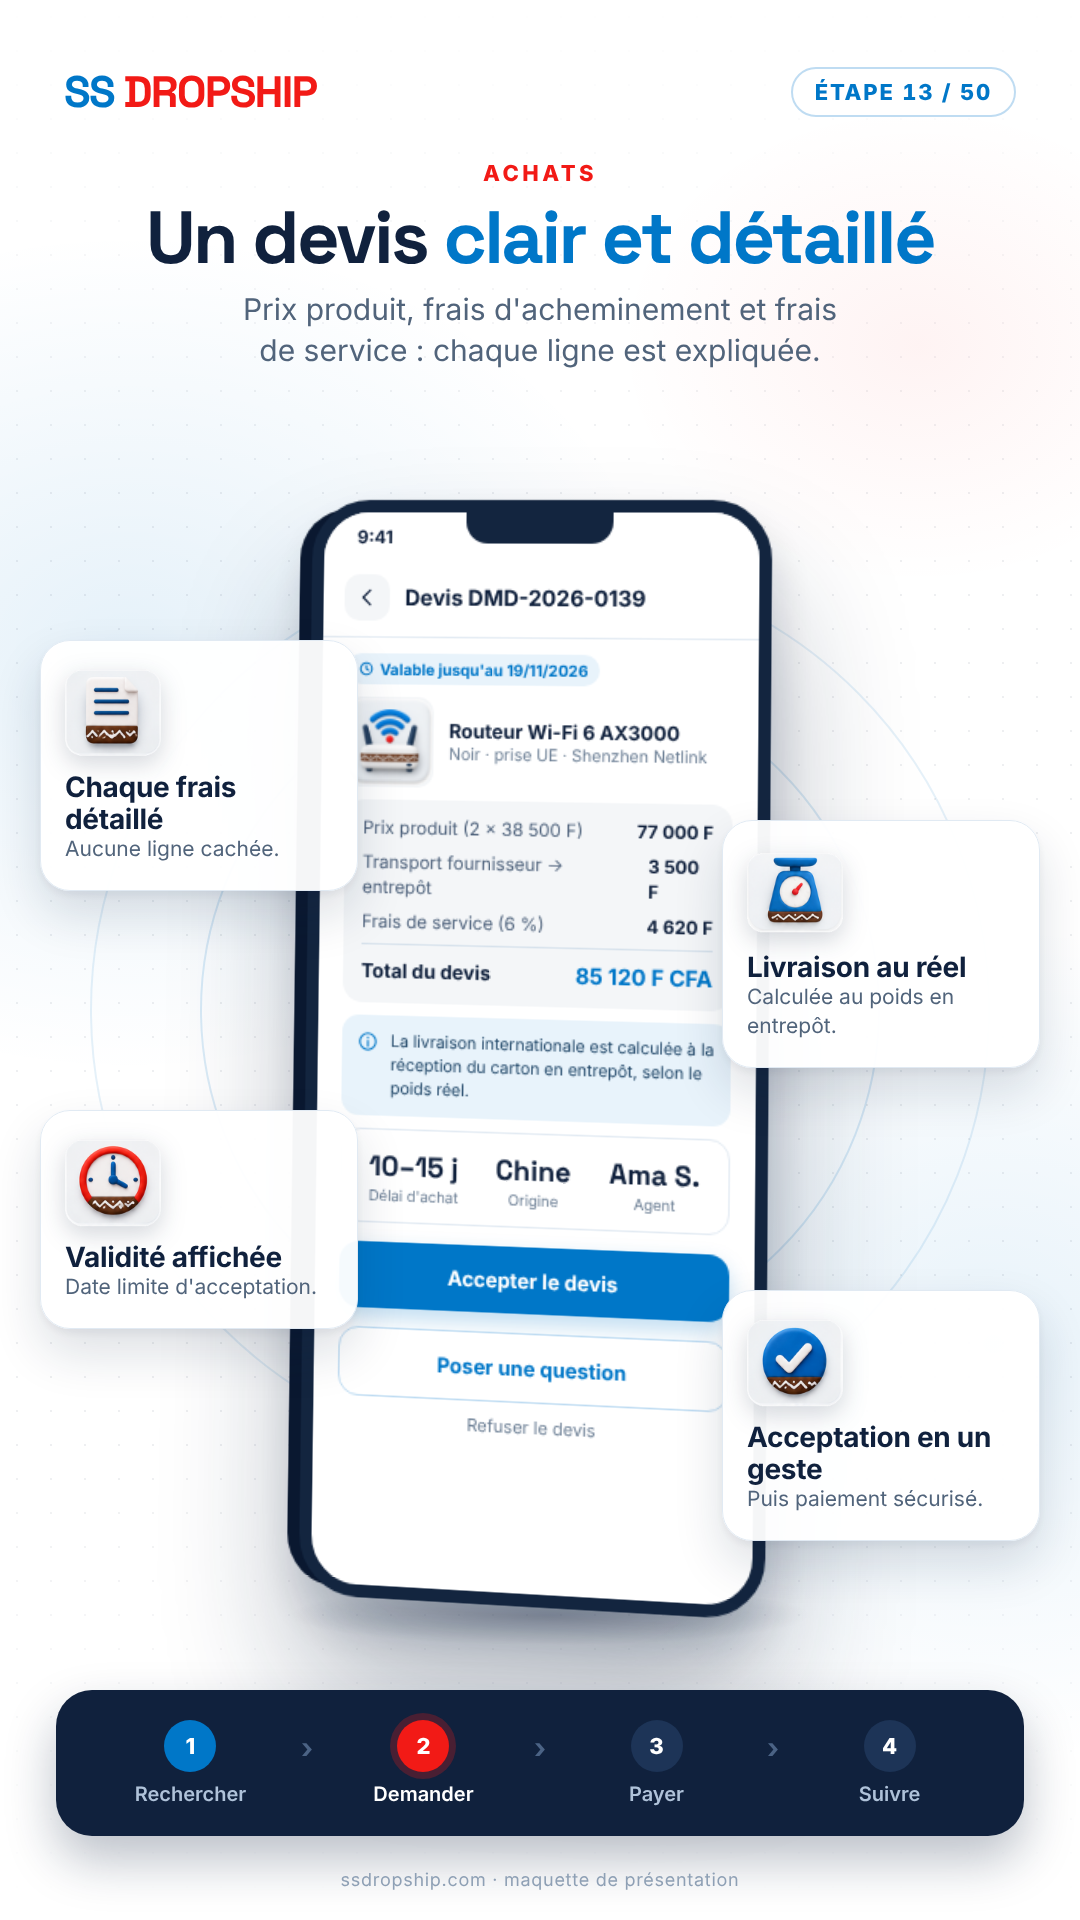 SS DROPSHIP
ÉTAPE 13 / 50
ACHATS
Un devis clair et détaillé
Prix produit, frais d'acheminement et frais
de service : chaque ligne est expliquée.
9:41
Devis DMD-2026-0139
Valable jusqu'au 19/11/2026
Routeur Wi-Fi 6 AX3000
Noir · prise UE · Shenzhen Netlink
Chaque frais
détaillé
Aucune ligne cachée.
Prix produit (2 × 38 500 F) 77 000 F
Transport fournisseur → 3 500
entrepôt F
Frais de service (6 %) 4 620 F
Total du devis 85 120 F CFA
Livraison au réel
Calculée au poids en
entrepôt.
La livraison internationale est calculée à la
réception du carton en entrepôt, selon le
poids réel.
10–15 j Chine Ama S.
Délai d'achat Origine Agent
Validité affichée
Date limite d'acceptation.
Accepter le devis
Poser une question
Refuser le devis
Acceptation en un
geste
Puis paiement sécurisé.
1 › 2 › 3 › 4
Rechercher Demander Payer Suivre
ssdropship.com · maquette de présentation